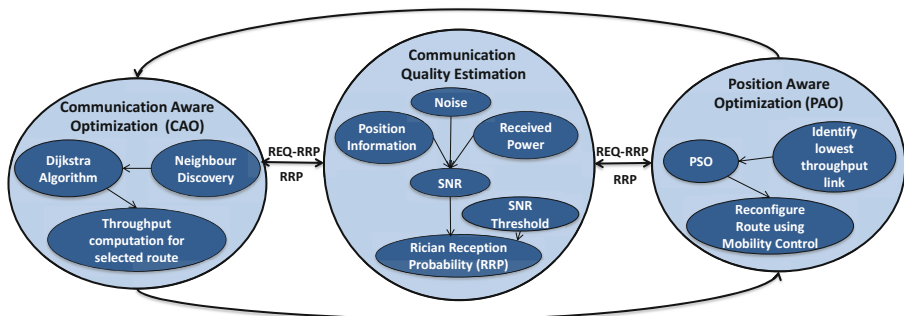 Communication Aware
Optimization (CAO)
Dijkstra
Algorithm
Neighbour
Discovery
Throughput
computation for
selected route
REQ-RRP
RRP
Communication
Quality Estimation
Noise
Position
Information
Received
Power
SNR
SNR
Threshold
Rician Reception
Probability (RRP)
REQ-RRP
RRP
Position Aware
Optimization (PAO)
PSO
Identify
lowest
throughput
link
Reconfigure
Route using
Mobility Control